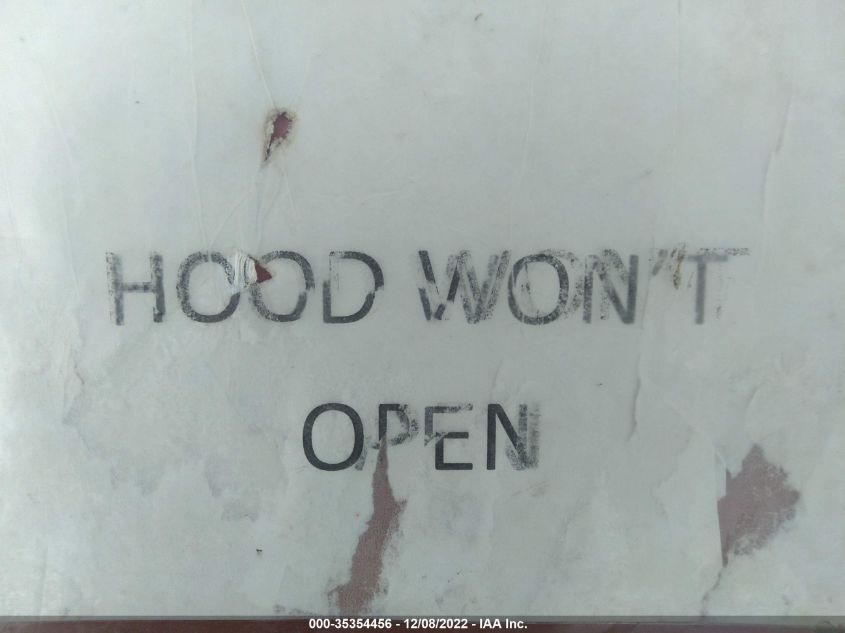 HOOD WON'T
OPEN
000-35354456 - 12/08/2022 - IAA Inc.